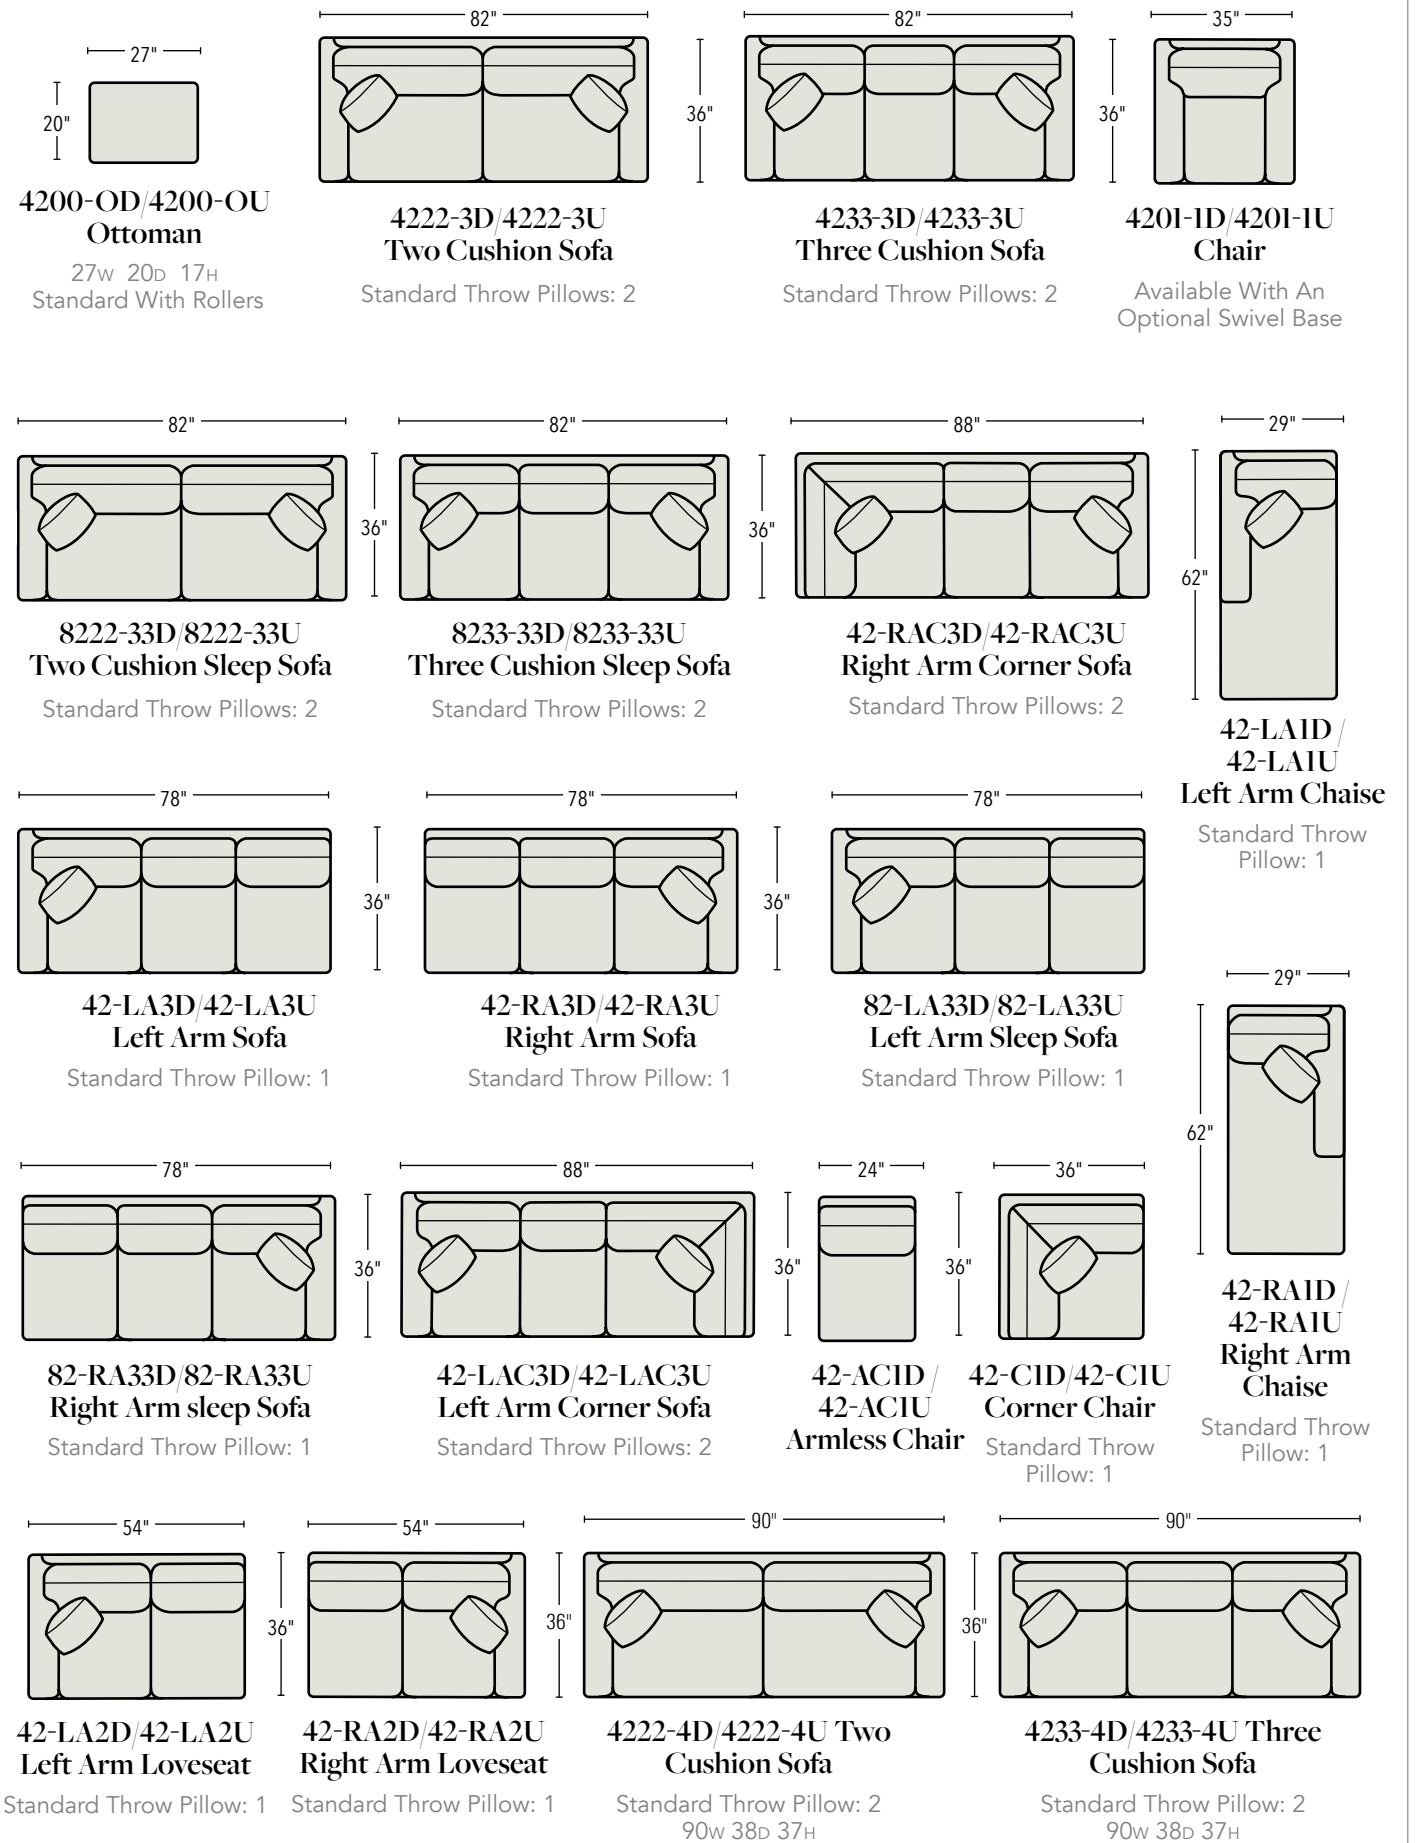 27"
20"
4200-OD/4200-OU
Ottoman
27W 20D 17H
Standard With Rollers
82"
36"
4222-3D/4222-3U
Two Cushion Sofa
Standard Throw Pillows: 2
82"
36"
4233-3D/4233-3U
Three Cushion Sofa
Standard Throw Pillows: 2
35"
4201-1D/4201-1U
Chair
Available With An
Optional Swivel Base
82"
36"
8222-33D/8222-33U
Two Cushion Sleep Sofa
Standard Throw Pillows: 2
82"
36"
8233-33D/8233-33U
Three Cushion Sleep Sofa
Standard Throw Pillows: 2
88"
42-RAC3D/42-RAC3U
Right Arm Corner Sofa
Standard Throw Pillows: 2
29"
62"
42-LA1D /
42-LA1U
Left Arm Chaise
Standard Throw
Pillow: 1
78"
36"
42-LA3D/42-LA3U
Left Arm Sofa
Standard Throw Pillow: 1
78"
36"
42-RA3D/42-RA3U
Right Arm Sofa
Standard Throw Pillow: 1
78"
82-LA33D/82-LA33U
Left Arm Sleep Sofa
Standard Throw Pillow: 1
29"
62"
42-RA1D /
42-RA1U
Right Arm
Chaise
Standard Throw
Pillow: 1
78"
36"
82-RA33D/82-RA33U
Right Arm sleep Sofa
Standard Throw Pillow: 1
88"
36"
42-LAC3D/42-LAC3U
Left Arm Corner Sofa
Standard Throw Pillows: 2
24"
36"
42-AC1D /
42-AC1U
Armless Chair
36"
42-C1D/42-C1U
Corner Chair
Standard Throw
Pillow: 1
54"
36"
42-LA2D/42-LA2U
Left Arm Loveseat
Standard Throw Pillow: 1
54"
36"
42-RA2D/42-RA2U
Right Arm Loveseat
Standard Throw Pillow: 1
90"
36"
4222-4D/4222-4U Two
Cushion Sofa
Standard Throw Pillow: 2
90W 38D 37H
90"
4233-4D/4233-4U Three
Cushion Sofa
Standard Throw Pillow: 2
90W 38D 37H